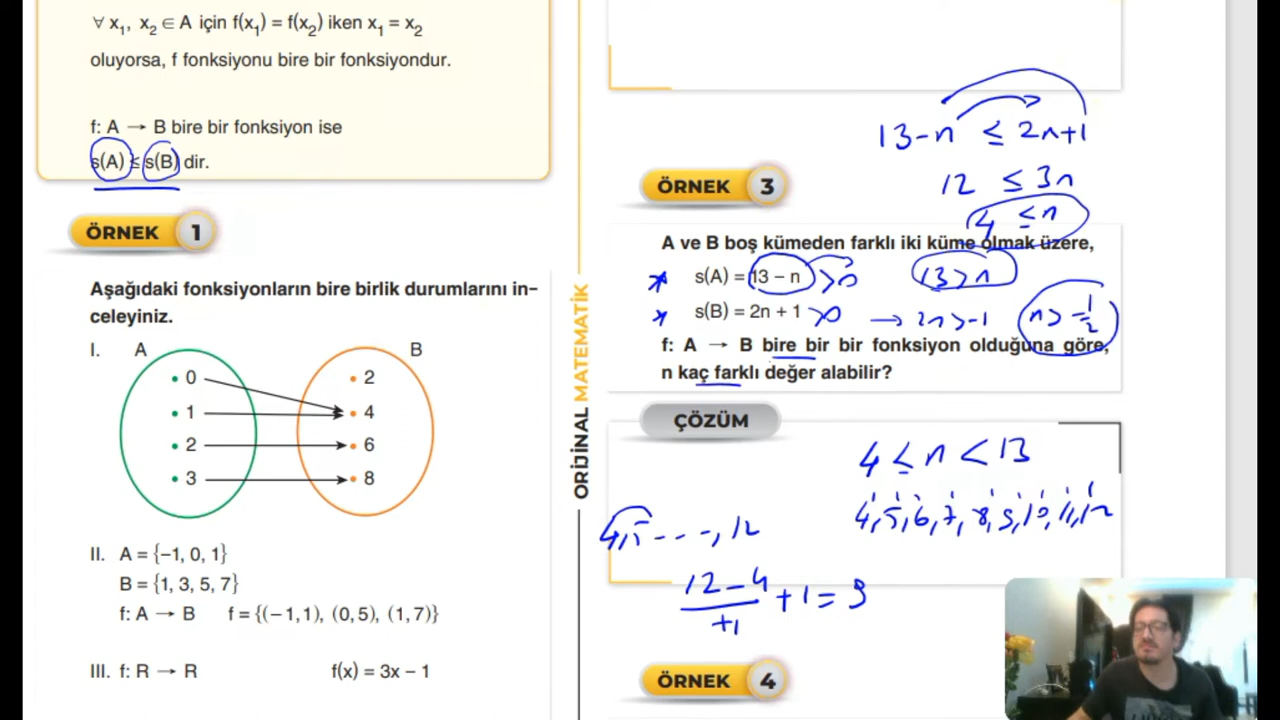 ∀ x₁, x₂ ∈ A için f(x₁) = f(x₂) iken x₁ = x₂
oluyorsa, f fonksiyonu bire bir fonksiyondur.
f: A → B bire bir fonksiyon ise
s(A) ≤ s(B) dir.
ÖRNEK 1
Aşağıdaki fonksiyonların bire birlik durumlarını in-
celeyiniz.
I. A B
0 2
1 4
2 6
3 8
II. A = {−1, 0, 1}
B = {1, 3, 5, 7}
f: A → B f = {(−1,1), (0,5), (1,7)}
III. f: R → R f(x) = 3x − 1
ORİJİNAL MATEMATİK
13-n ≤ 2n+1
12 ≤ 3n
4 ≤ n
ÖRNEK 3
A ve B boş kümeden farklı iki küme olmak üzere,
* s(A) = 13 − n >0 13>n
* s(B) = 2n + 1 >0 → 2n>-1 n>-1/2
f: A → B bire bir bir fonksiyon olduğuna göre,
n kaç farklı değer alabilir?
ÇÖZÜM
4 ≤ n < 13
4,5,6,7,8,9,10,11,12
4,5---,12
12-4/+1 +1=9
ÖRNEK 4